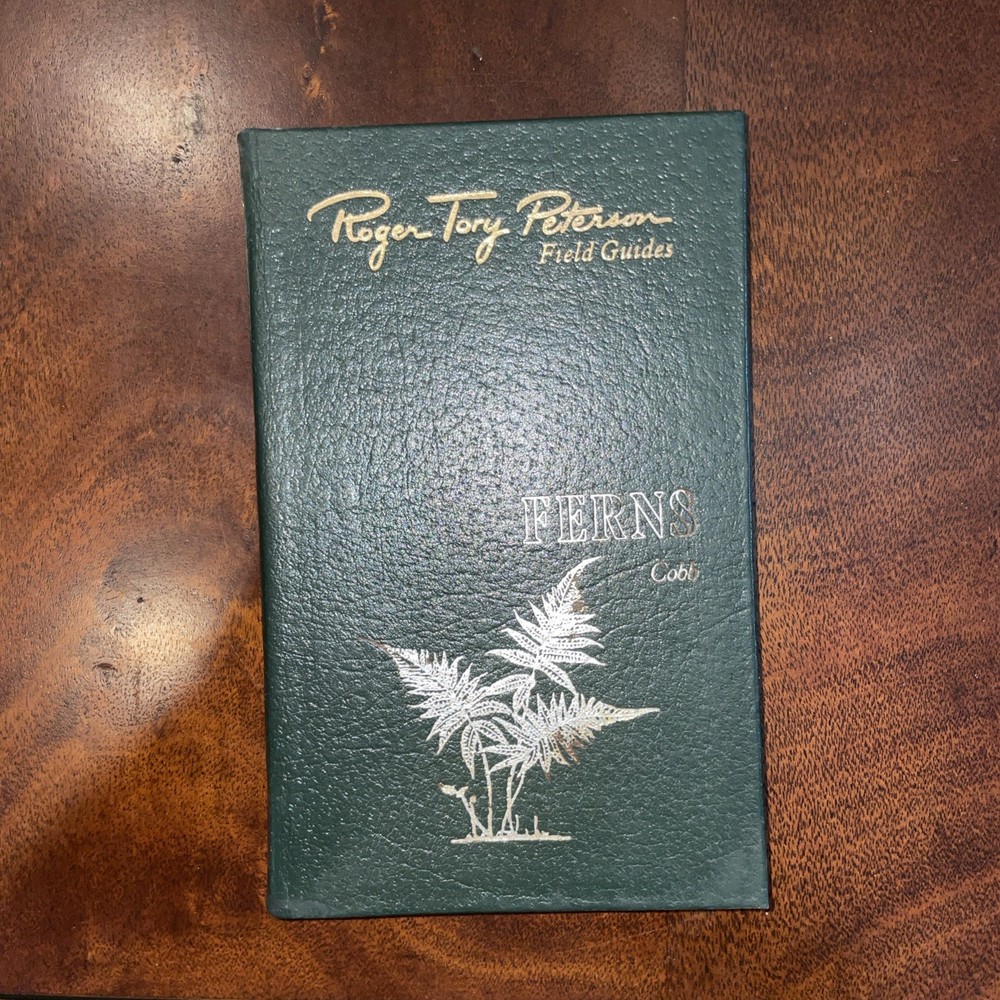 Roger Tory Peterson
Field Guides
FERNS
Cobb